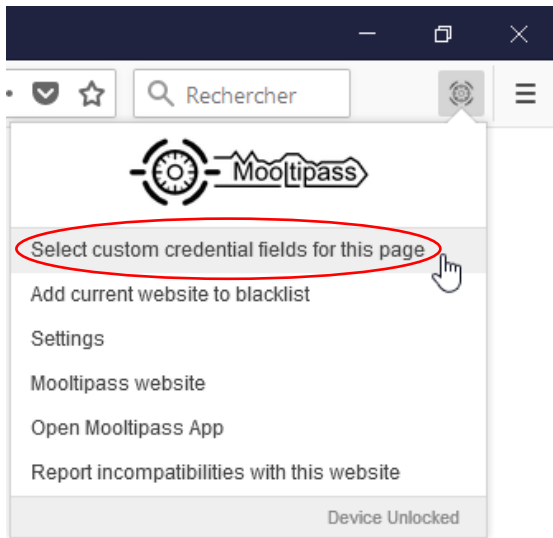 Rechercher
Mooltipass
Select custom credential fields for this page
Add current website to blacklist
Settings
Mooltipass website
Open Mooltipass App
Report incompatibilities with this website
Device Unlocked